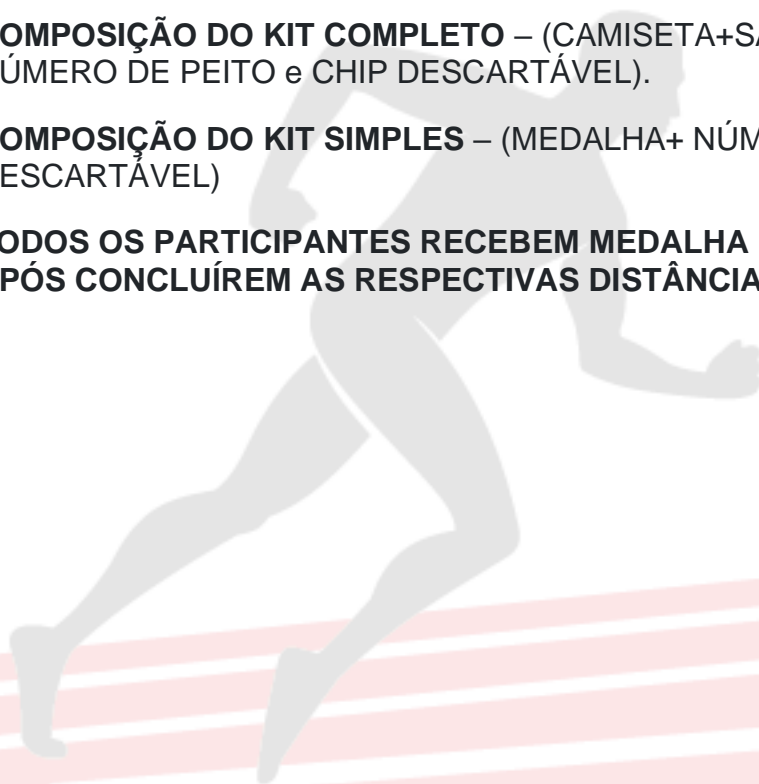 OMPOSIÇÃO DO KIT COMPLETO – (CAMISETA+SA
ÚMERO DE PEITO e CHIP DESCARTÁVEL).
OMPOSIÇÃO DO KIT SIMPLES – (MEDALHA+ NÚM
ESCARTÁVEL)
ODOS OS PARTICIPANTES RECEBEM MEDALHA
PÓS CONCLUÍREM AS RESPECTIVAS DISTÂNCIA